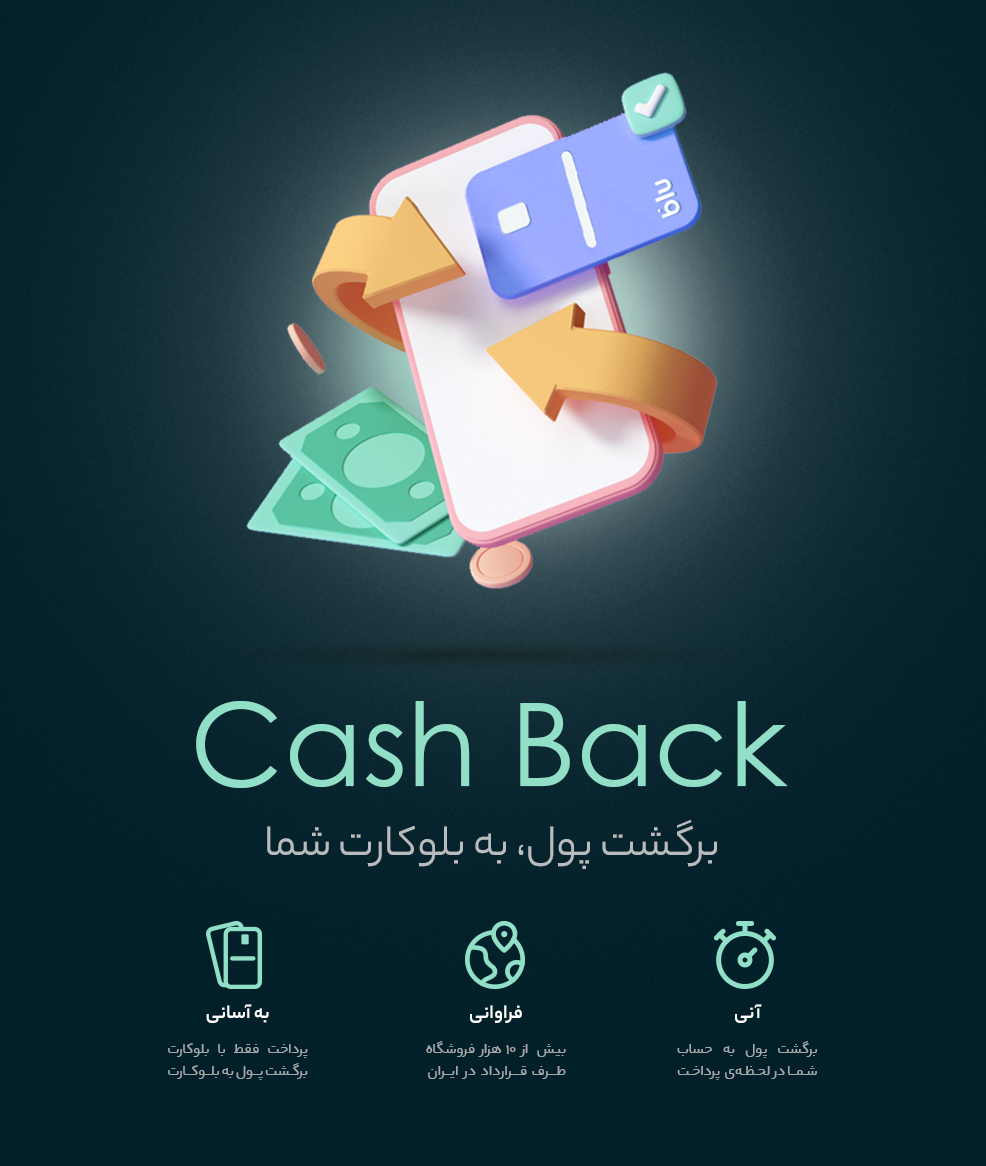 blu
Cash Back
برگشت پول، به بلوکارت شما
آنی
برگشت پول به حساب
شما در لحظه‌ی پرداخت
فراوانی
بیش از ۱۰ هزار فروشگاه
طرف قرارداد در ایران
به آسانی
پرداخت فقط با بلوکارت
برگشت پول به بلوکارت